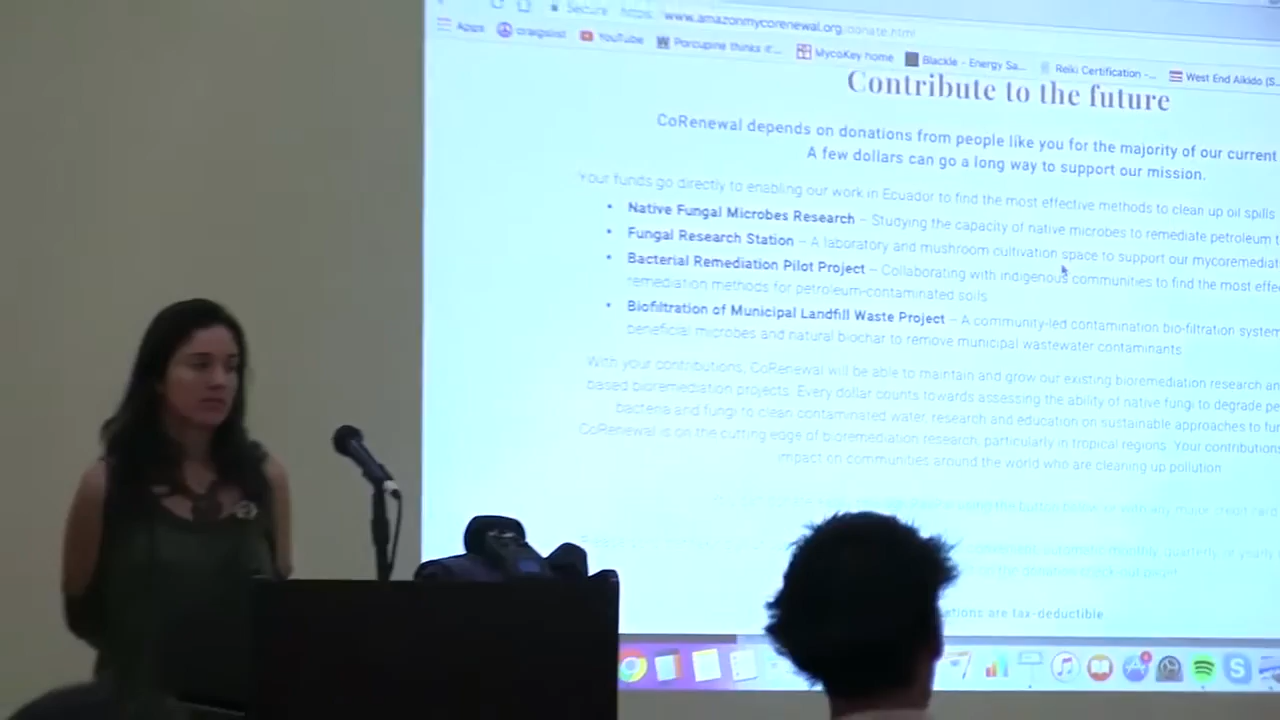 Secure https: www.amazonmycorenewal.org/donate.html
Apps craigslist YouTube Porcupine thinks it'... MycoKey home Blackle - Energy Sa... Reiki Certification -... West End Aikido (S...
Contribute to the future
CoRenewal depends on donations from people like you for the majority of our current
A few dollars can go a long way to support our mission.
Your funds go directly to enabling our work in Ecuador to find the most effective methods to clean up oil spills
• Native Fungal Microbes Research – Studying the capacity of native microbes to remediate petroleum
• Fungal Research Station – A laboratory and mushroom cultivation space to support our mycoremediat
• Bacterial Remediation Pilot Project – Collaborating with indigenous communities to find the most effe
remediation methods for petroleum-contaminated soils
• Biofiltration of Municipal Landfill Waste Project – A community-led contamination bio-filtration system
beneficial microbes and natural biochar to remove municipal wastewater contaminants.
With your contributions, CoRenewal will be able to maintain and grow our existing bioremediation research an
based bioremediation projects. Every dollar counts towards assessing the ability of native fungi to degrade pe
bacteria and fungi to clean contaminated water, research and education on sustainable approaches to fur
CoRenewal is on the cutting edge of bioremediation research, particularly in tropical regions. Your contributions
impact on communities around the world who are cleaning up pollution.
are tax-deductible